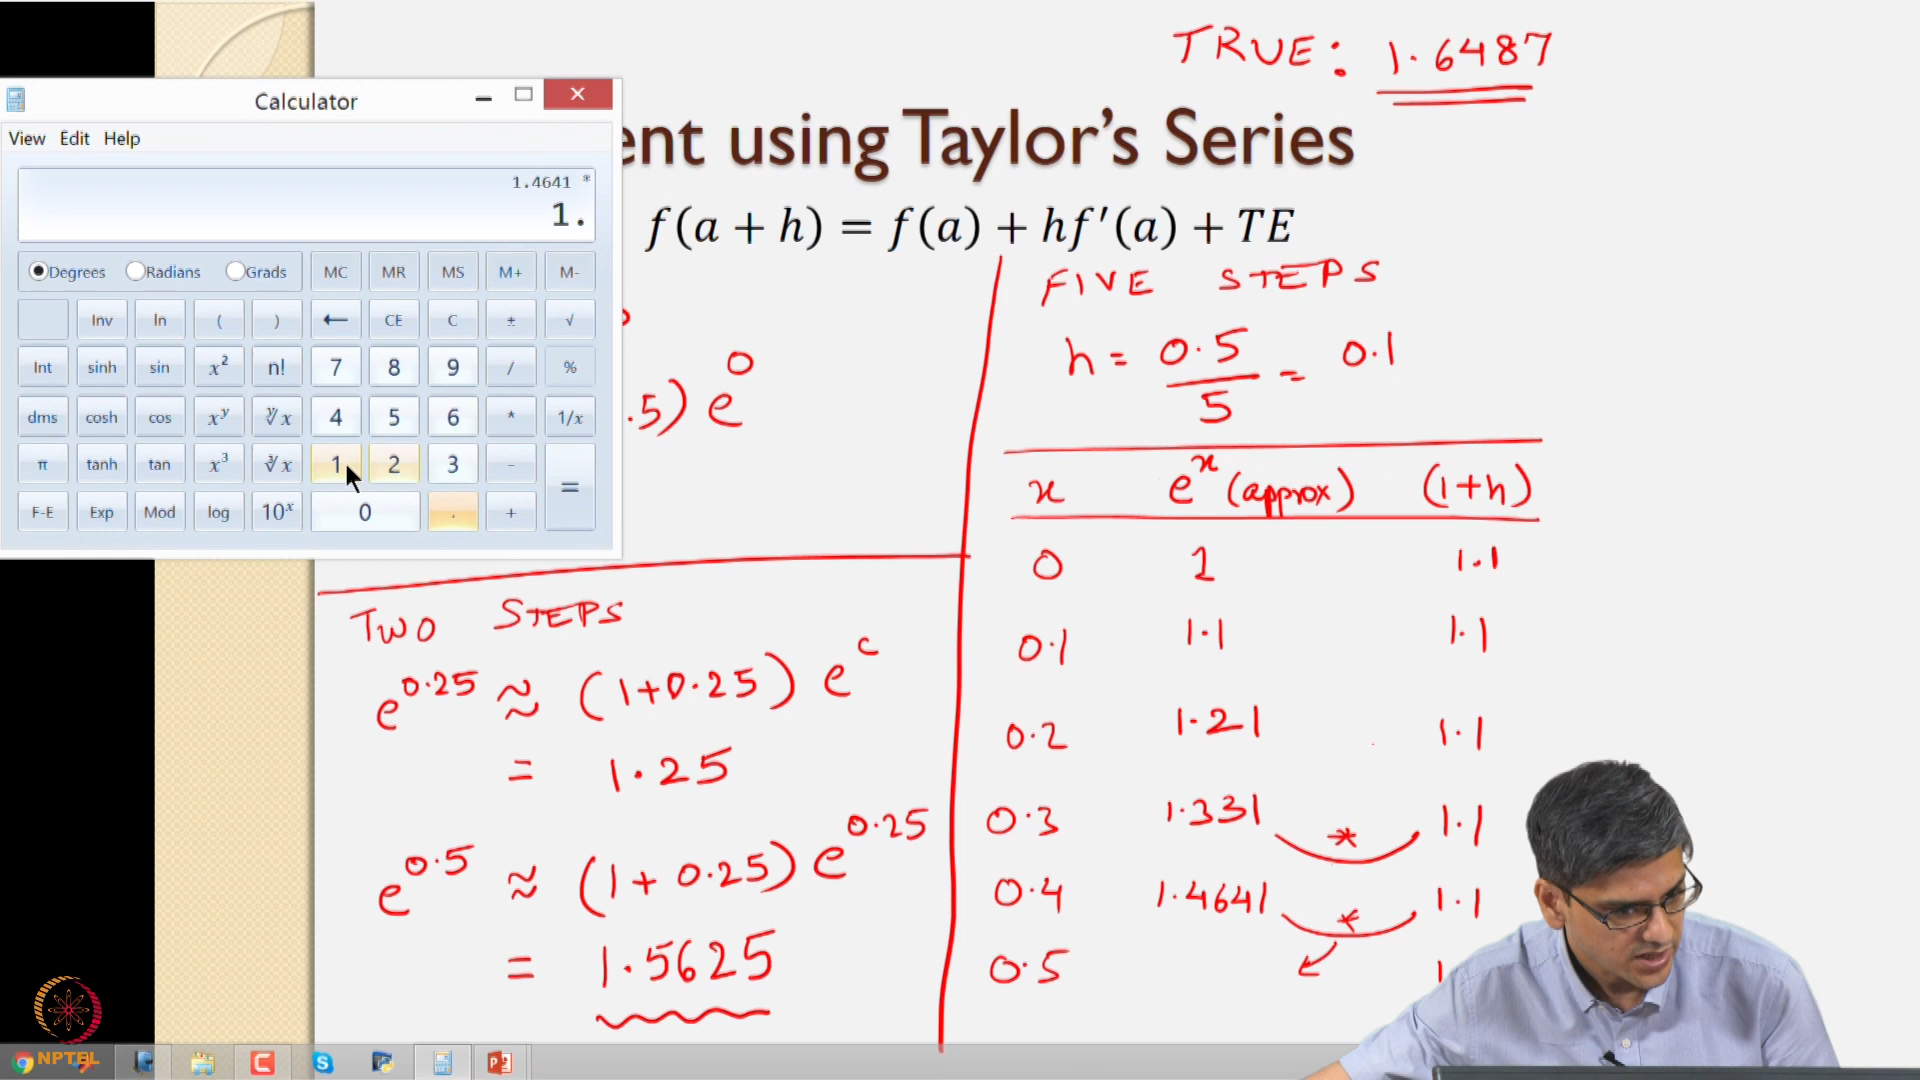 TRUE: 1.6487
Calculator
View Edit Help
1.4641 *
1.
Degrees Radians Grads MC MR MS M+ M-
Inv ln ( ) ← CE C ± √
Int sinh sin x² n! 7 8 9 / %
dms cosh cos xʸ ʸ√x 4 5 6 * 1/x
π tanh tan x³ ³√x 1 2 3 - =
F-E Exp Mod log 10ˣ 0 . +
ent using Taylor's Series
f(a + h) = f(a) + hf′(a) + TE
.5) e^0
TWO STEPS
e^0.25 ≈ (1+0.25) e^0
= 1.25
e^0.5 ≈ (1+0.25) e^0.25
= 1.5625
FIVE STEPS
h = 0.5/5 = 0.1
x e^x (approx) (1+h)
0 1 1.1
0.1 1.1 1.1
0.2 1.21 1.1
0.3 1.331 * 1.1
0.4 1.4641 * 1.1
0.5 1
NPTEL